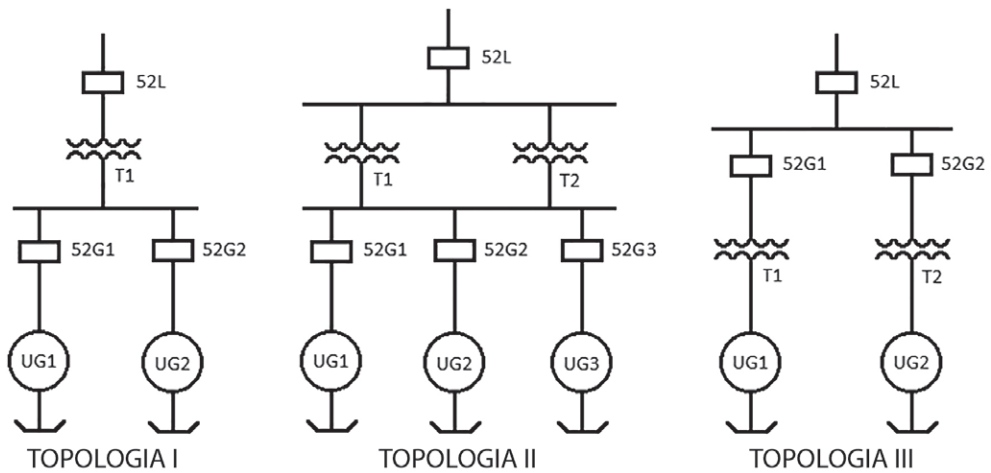 52L
T1
52G1
52G2
UG1
UG2
TOPOLOGIA I
52L
T1
T2
52G1
52G2
52G3
UG1
UG2
UG3
TOPOLOGIA II
52L
52G1
52G2
T1
T2
UG1
UG2
TOPOLOGIA III